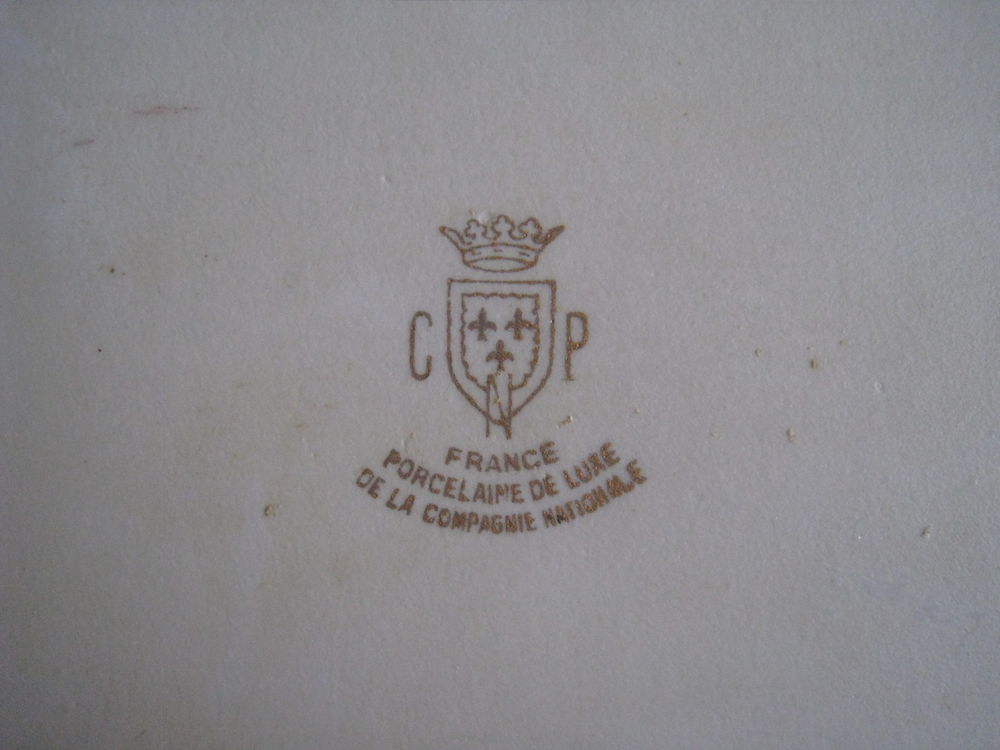 C P
N
FRANCE
PORCELAINE DE LUXE
DE LA COMPAGNIE NATIONALE